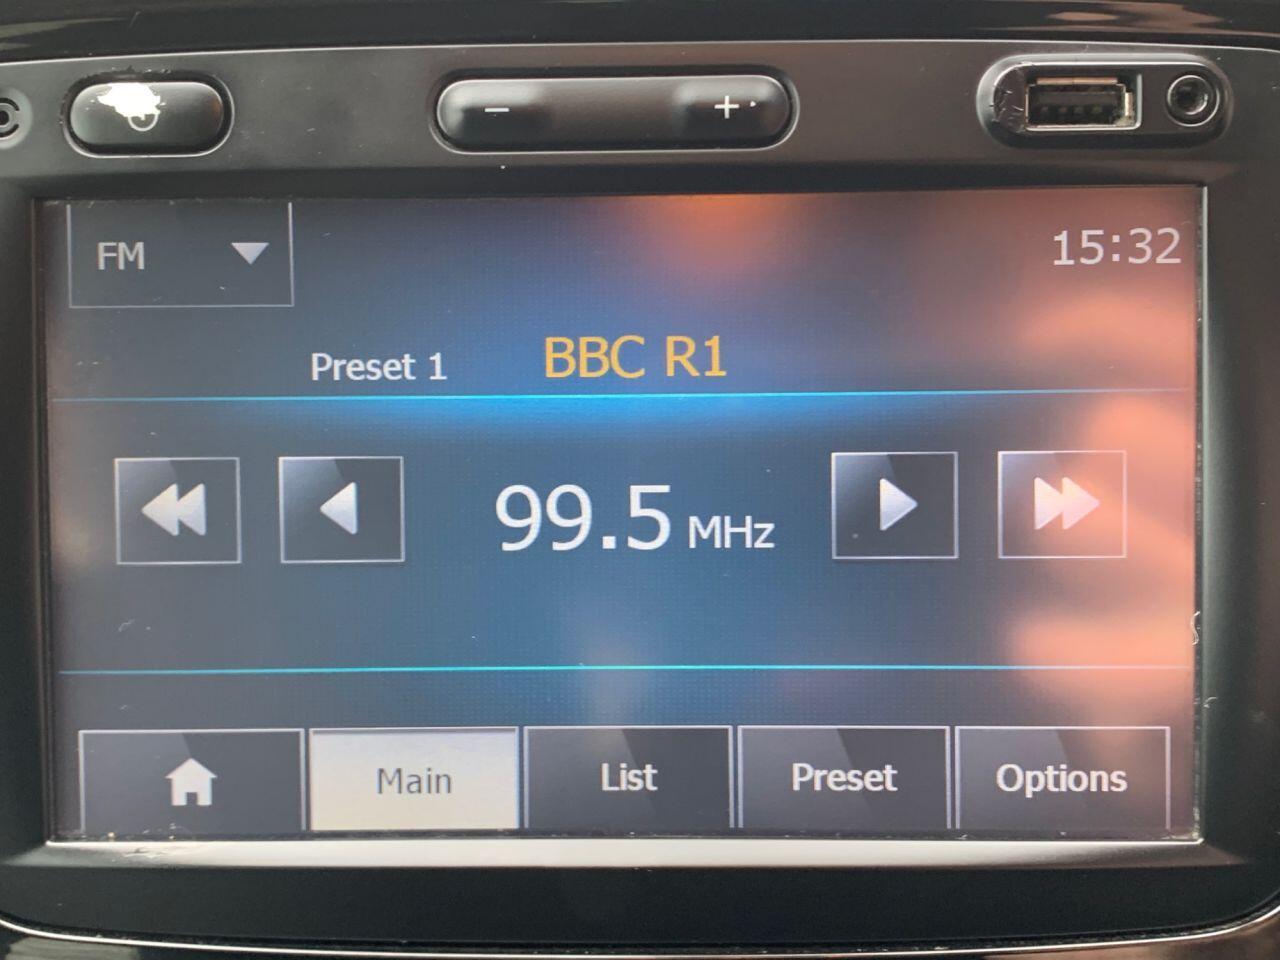 - +
FM
15:32
Preset 1 BBC R1
99.5 MHz
Main List Preset Options